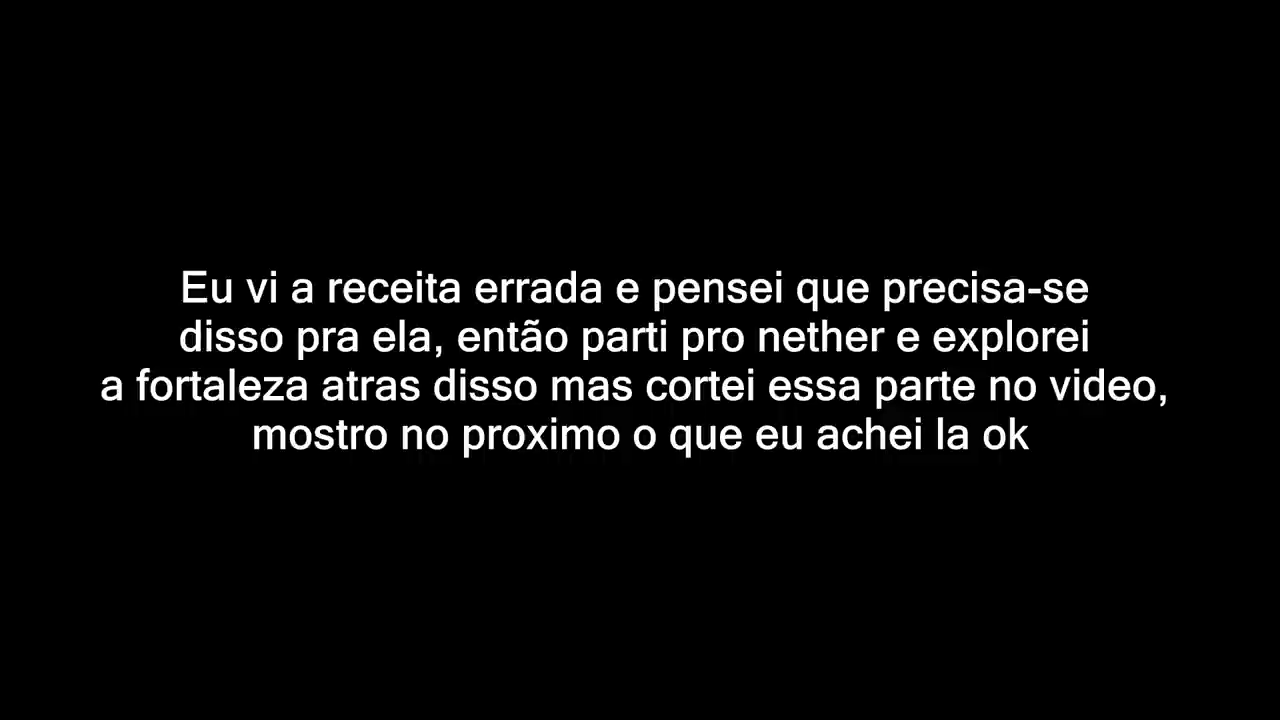 Eu vi a receita errada e pensei que precisa-se
disso pra ela, então parti pro nether e explorei
a fortaleza atras disso mas cortei essa parte no video,
mostro no proximo o que eu achei la ok